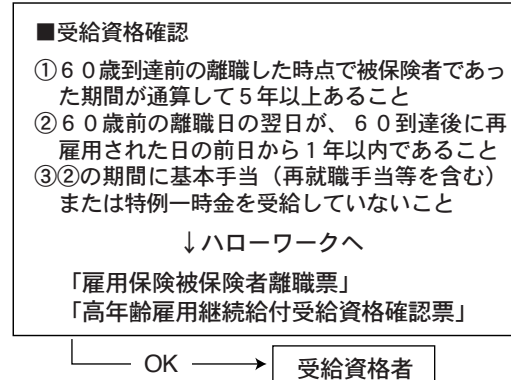 ■受給資格確認
①６０歳到達前の離職した時点で被保険者であっ
た期間が通算して５年以上あること
②６０歳前の離職日の翌日が、６０到達後に再
雇用された日の前日から１年以内であること
③②の期間に基本手当（再就職手当等を含む）
または特例一時金を受給していないこと
↓ハローワークへ
「雇用保険被保険者離職票」
「高年齢雇用継続給付受給資格確認票」
OK
受給資格者